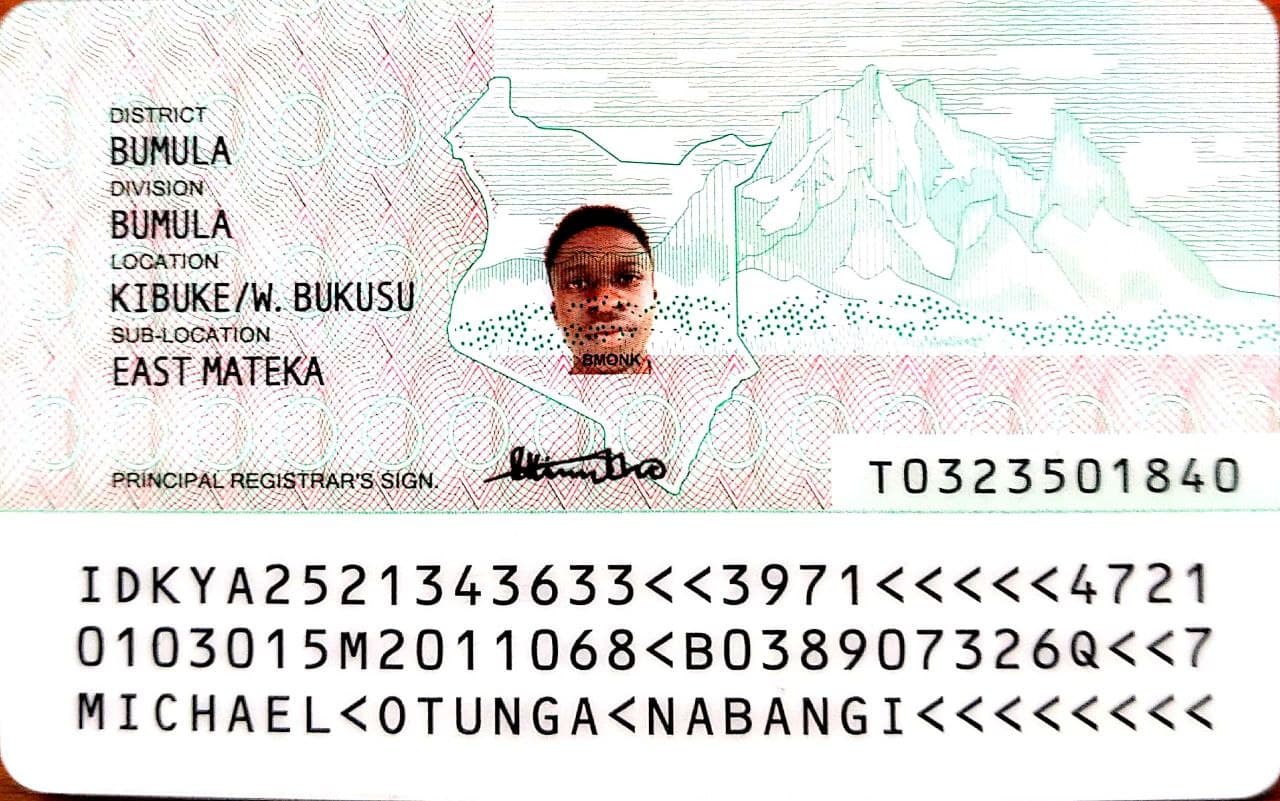 DISTRICT
BUMULA
DIVISION
BUMULA
LOCATION
KIBUKE/W. BUKUSU
SUB-LOCATION
EAST MATEKA
BMONK
PRINCIPAL REGISTRAR'S SIGN.
T0323501840
IDKYA2521343633<<3971<<<<<4721
0103015M2011068<B038907326Q<<7
MICHAEL<OTUNGA<NABANGI<<<<<<<<